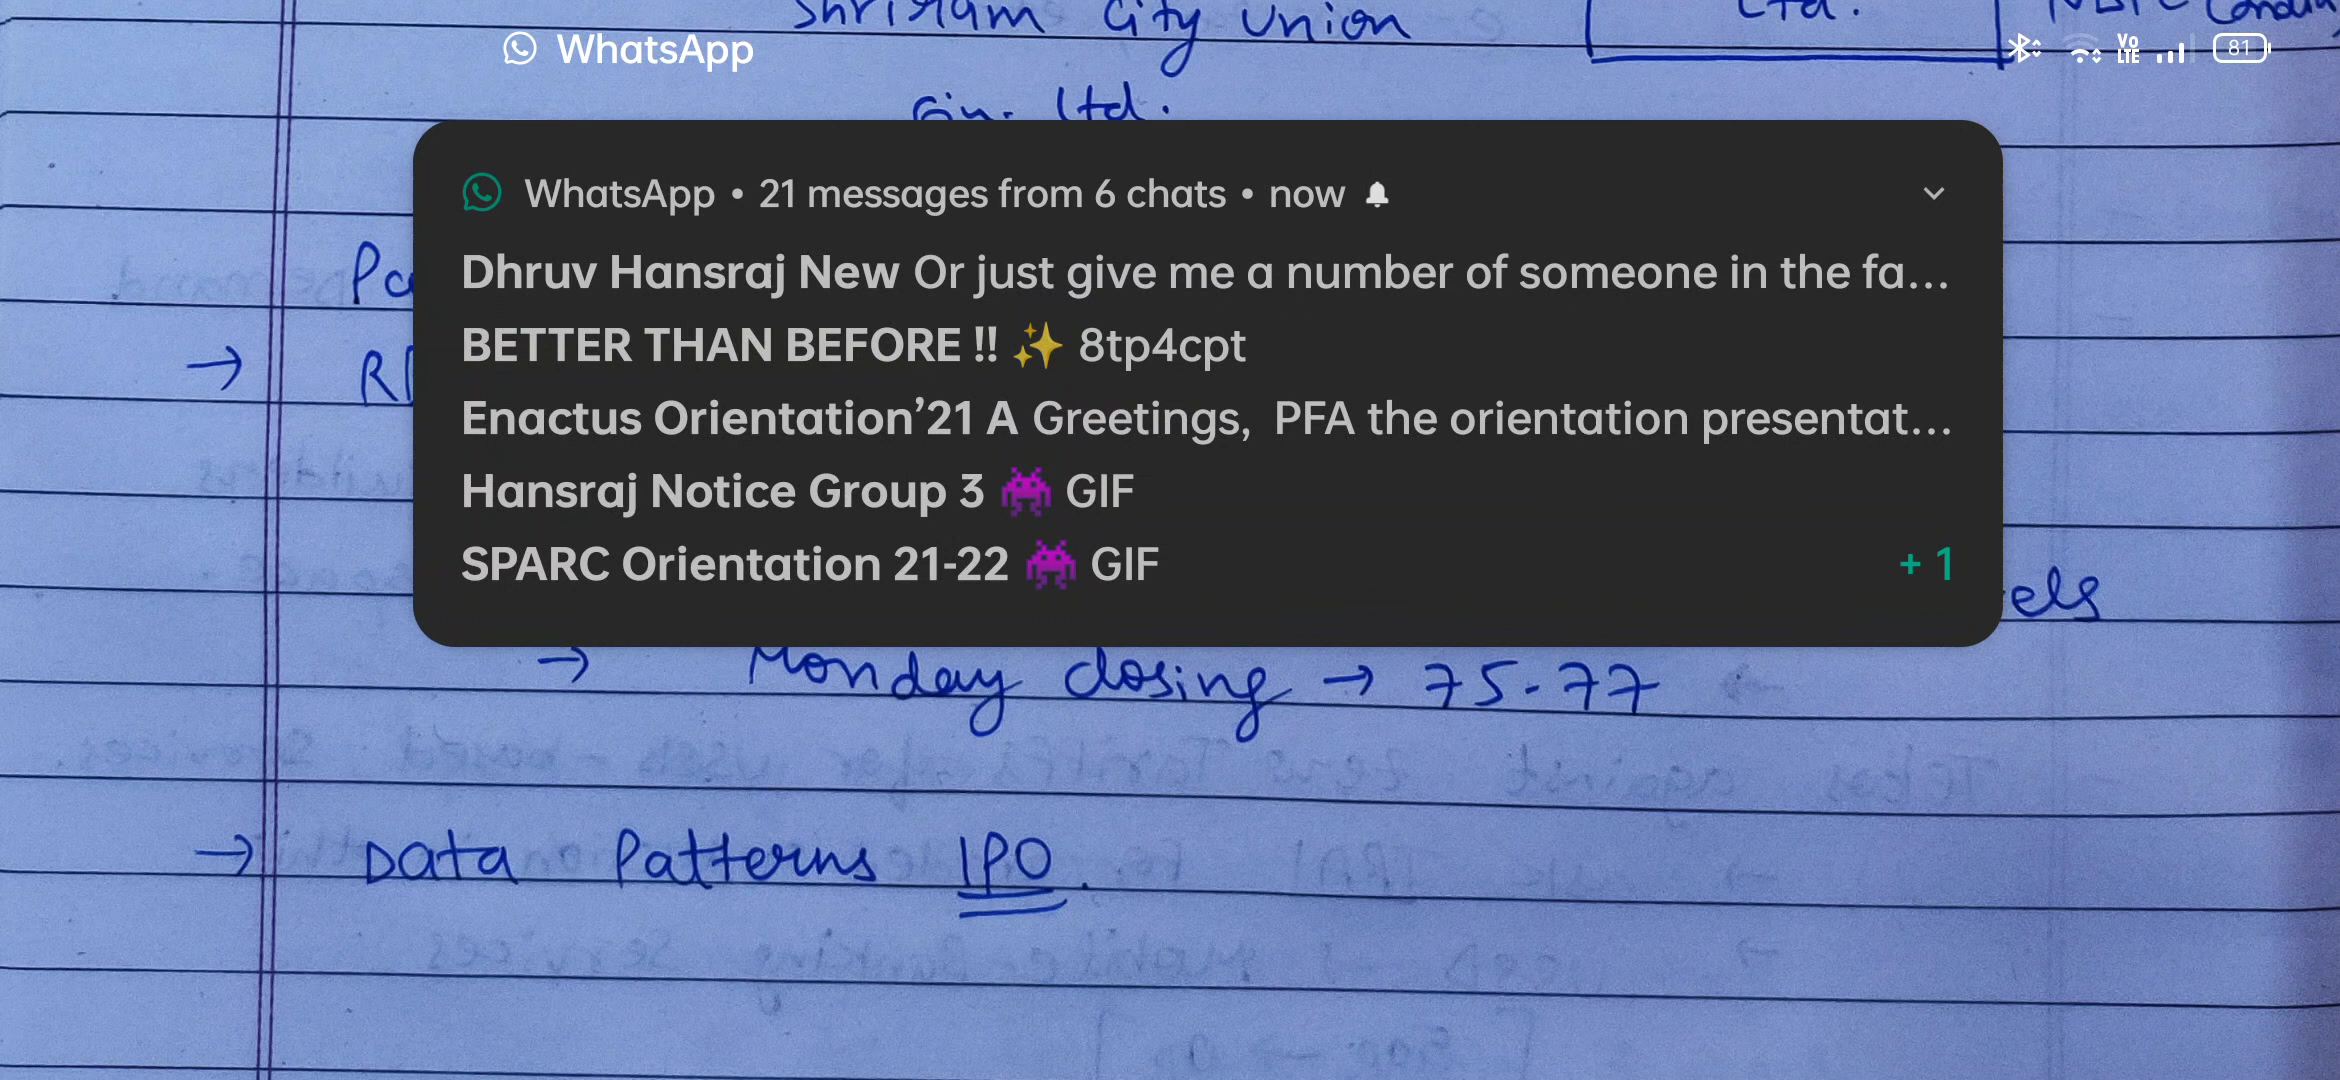 Shriram City Union Ltd.
WhatsApp 81
Fin. Ltd.
WhatsApp • 21 messages from 6 chats • now
Dhruv Hansraj New Or just give me a number of someone in the fa...
BETTER THAN BEFORE !! ✨ 8tp4cpt
Enactus Orientation’21 A Greetings, PFA the orientation presentat...
Hansraj Notice Group 3 👾 GIF
SPARC Orientation 21-22 👾 GIF + 1
→ Monday closing → 75.77
→ Data Patterns IPO.